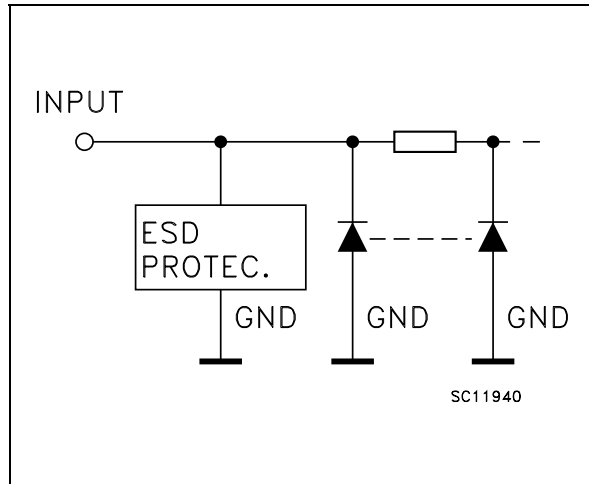 INPUT
ESD
PROTEC.
GND
GND
GND
SC11940